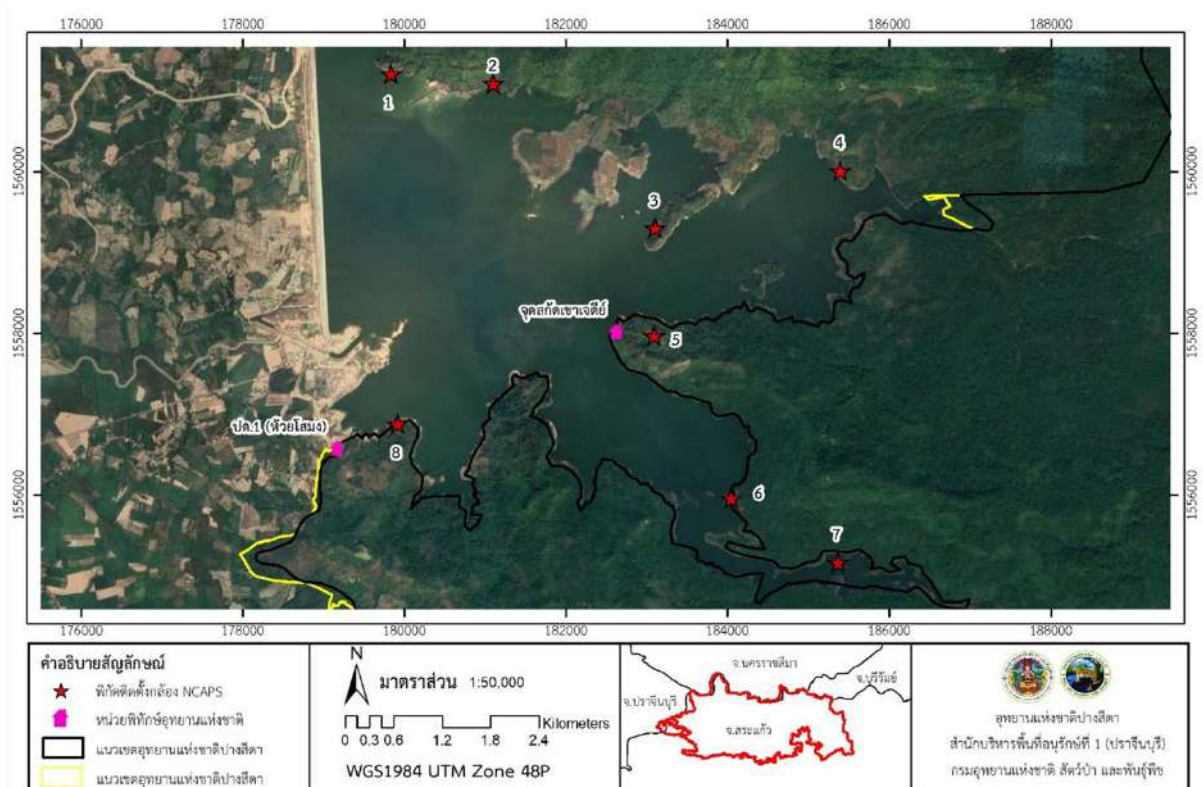 176000 178000 180000 182000 184000 186000 188000
1560000 1560000
1558000 1558000
1556000 1556000
1
2
3
4
จุดสกัดเขาเจดีย์
5
ปด.1 (ห้วยโสมง)
8
6
7
176000 178000 180000 182000 184000 186000 188000
คำอธิบายสัญลักษณ์
พิกัดติดตั้งกล้อง NCAPS
หน่วยพิทักษ์อุทยานแห่งชาติ
แนวเขตอุทยานแห่งชาติปางสีดา
แนวเขตอุทยานแห่งชาติปางสีดา
N
มาตราส่วน 1:50,000
Kilometers
0 0.3 0.6 1.2 1.8 2.4
WGS1984 UTM Zone 48P
จ.นครราชสีมา
จ.บุรีรัมย์
จ.ปราจีนบุรี
จ.สระแก้ว
อุทยานแห่งชาติปางสีดา
สำนักบริหารพื้นที่อนุรักษ์ที่ 1 (ปราจีนบุรี)
กรมอุทยานแห่งชาติ สัตว์ป่า และพันธุ์พืช